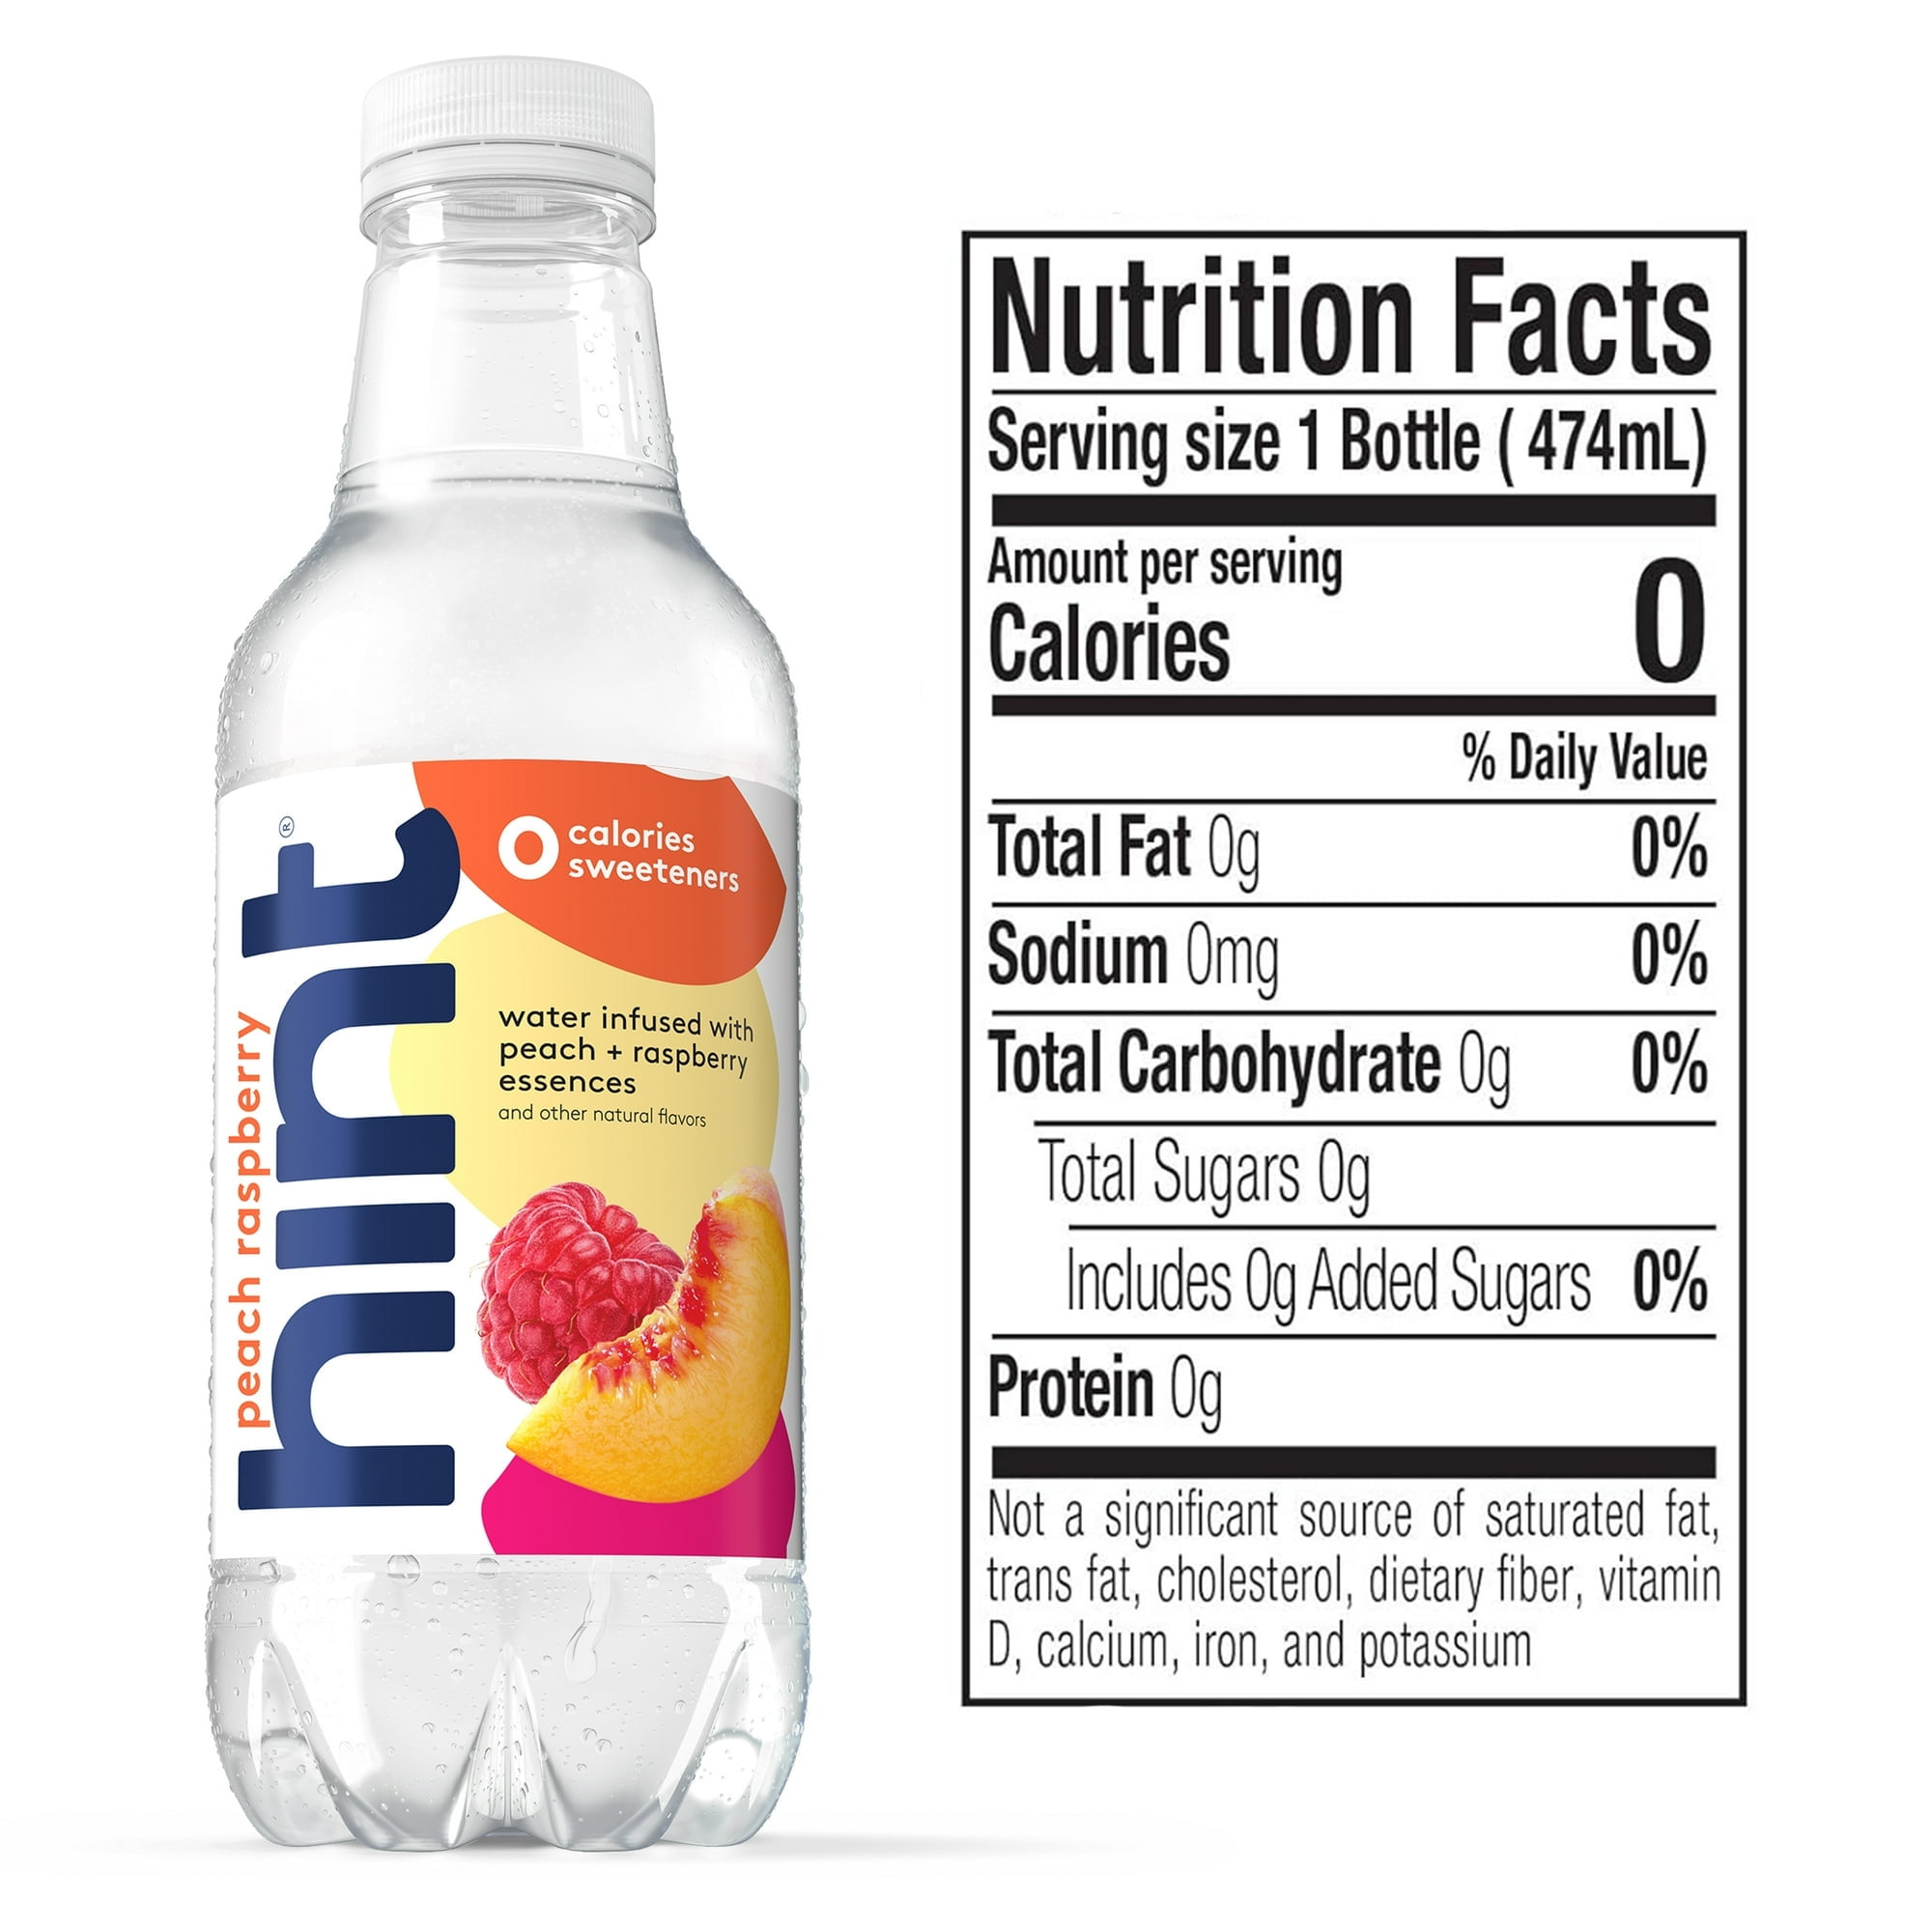 peach raspberry
hint®
0 calories
sweeteners
water infused with
peach + raspberry
essences
and other natural flavors
Nutrition Facts
Serving size 1 Bottle ( 474mL)
Amount per serving
Calories 0
% Daily Value
Total Fat 0g 0%
Sodium 0mg 0%
Total Carbohydrate 0g 0%
Total Sugars 0g
Includes 0g Added Sugars 0%
Protein 0g
Not a significant source of saturated fat,
trans fat, cholesterol, dietary fiber, vitamin
D, calcium, iron, and potassium